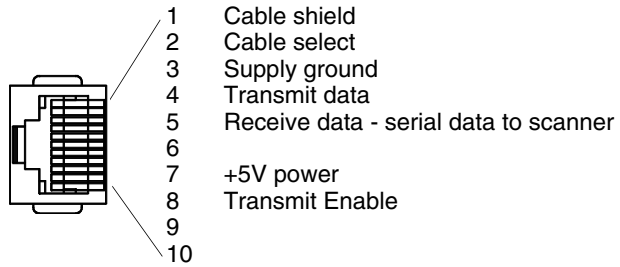 1 Cable shield
2 Cable select
3 Supply ground
4 Transmit data
5 Receive data - serial data to scanner
6
7 +5V power
8 Transmit Enable
9
10